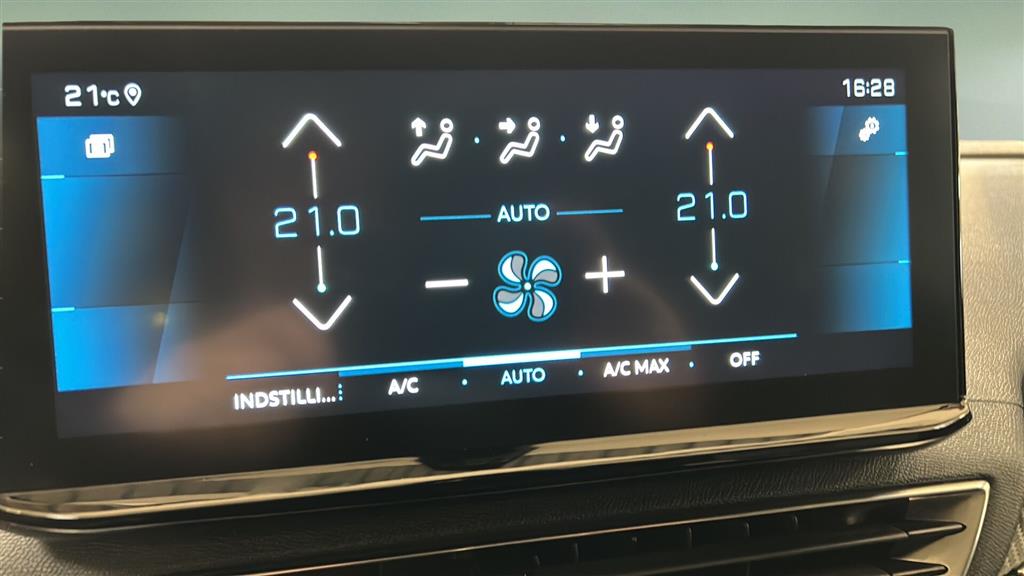 21°C
16:28
21.0
21.0
AUTO
INDSTILLI...
A/C
AUTO
A/C MAX
OFF